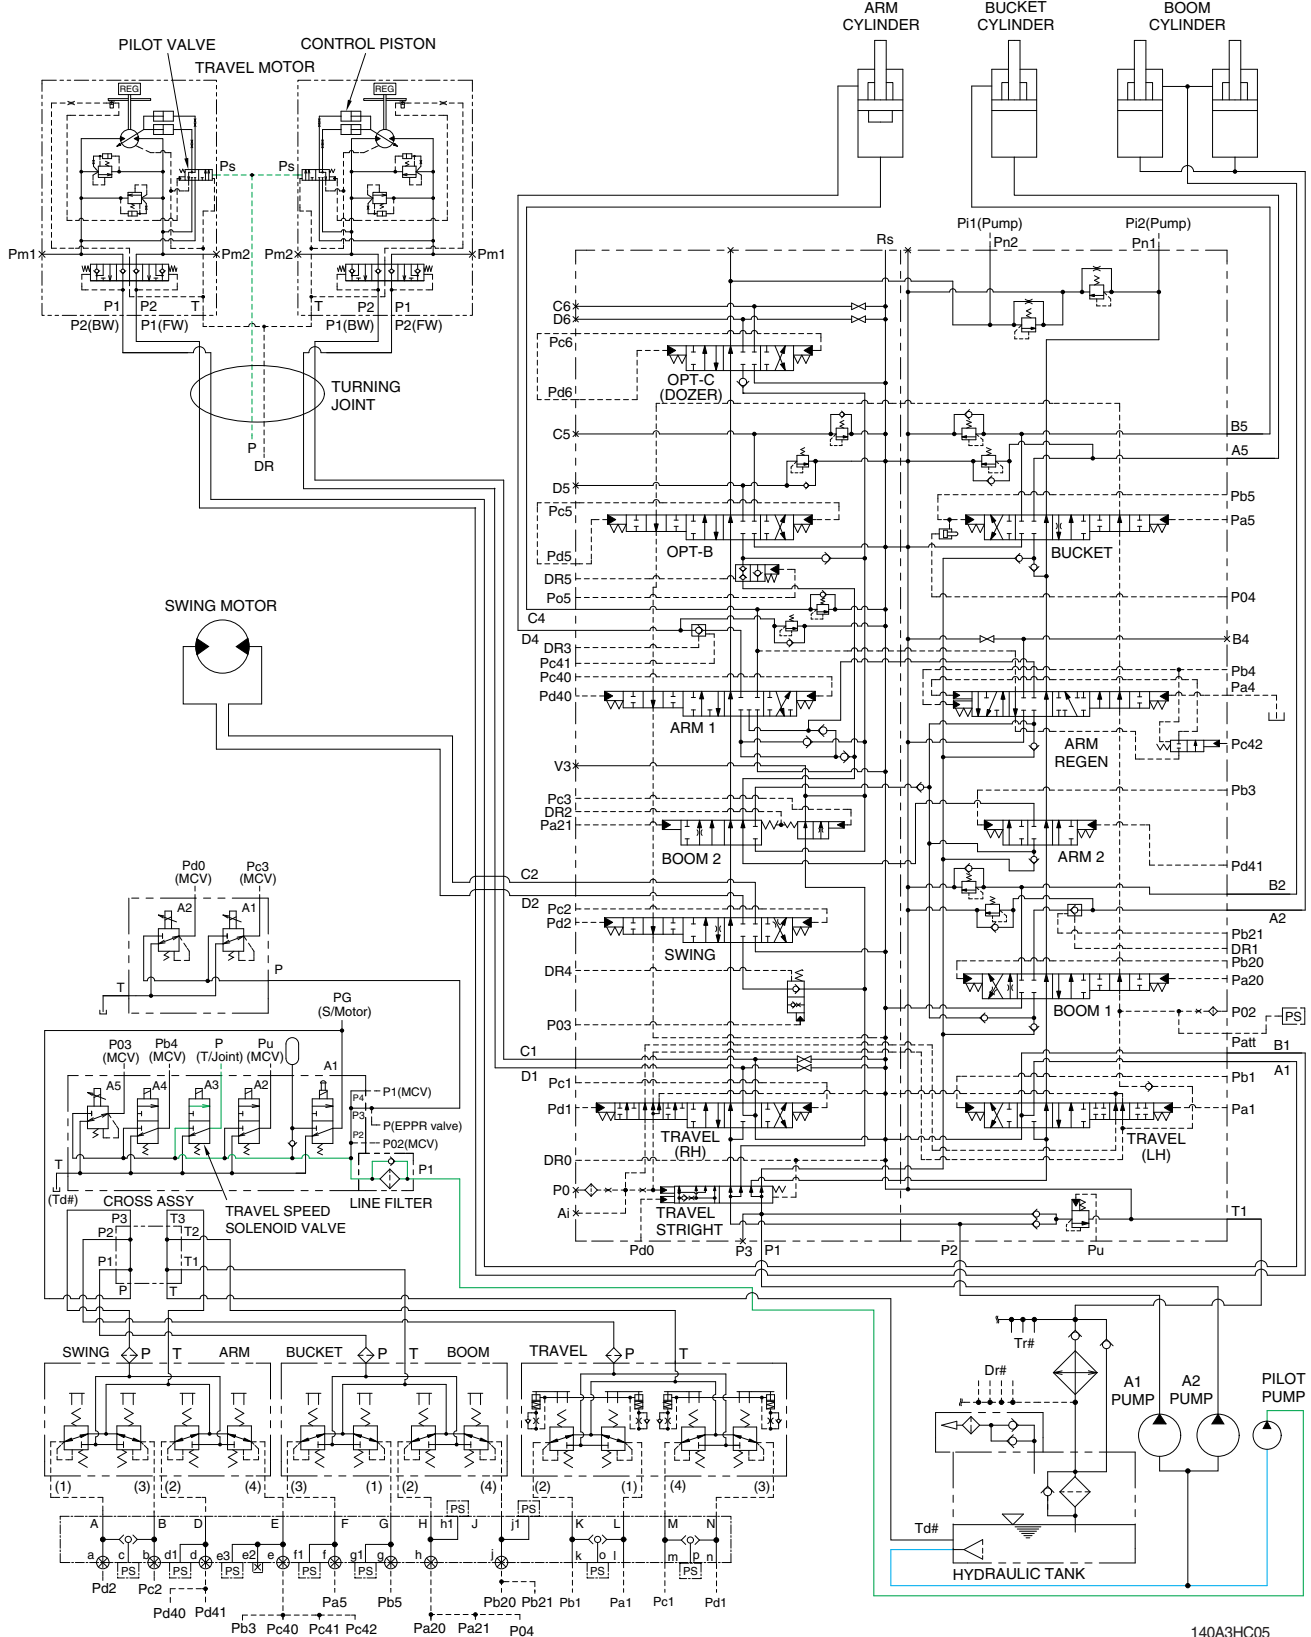 ARM
CYLINDER
BUCKET
CYLINDER
BOOM
CYLINDER
PILOT VALVE
CONTROL PISTON
TRAVEL MOTOR
REG
REG
Ps
Ps
Pm1
Pm2
Pm2
Pm1
P1
P2
T
T
P2
P1
P2(BW)
P1(FW)
P1(BW)
P2(FW)
TURNING
JOINT
P
DR
Pi1(Pump)
Pi2(Pump)
Rs
Pn2
Pn1
C6
D6
Pc6
Pd6
OPT-C
(DOZER)
C5
B5
A5
D5
Pc5
Pb5
Pa5
OPT-B
BUCKET
Pd5
DR5
Po5
P04
C4
D4
B4
DR3
Pc41
Pc40
Pd40
Pb4
Pa4
ARM 1
ARM
REGEN
Pc42
V3
Pc3
DR2
Pa21
Pb3
BOOM 2
ARM 2
Pd41
SWING MOTOR
C2
D2
B2
A2
Pc2
Pd2
SWING
Pb21
DR1
Pb20
Pa20
DR4
P03
BOOM 1
P02
PS
Patt
C1
D1
B1
A1
Pc1
Pd1
Pb1
Pa1
TRAVEL
(RH)
TRAVEL
(LH)
DR0
P0
Ai
TRAVEL
STRIGHT
Pd0
P3
P1
P2
Pu
T1
Pd0
(MCV)
Pc3
(MCV)
A2
A1
P
T
PG
(S/Motor)
P03
(MCV)
Pb4
(MCV)
P
(T/Joint)
Pu
(MCV)
A5
A4
A3
A2
A1
P4
P1(MCV)
P3
P(EPPR valve)
P2
P02(MCV)
T
(Td#)
P1
LINE FILTER
CROSS ASSY
TRAVEL SPEED
SOLENOID VALVE
P3
T3
P2
T2
P1
T1
P
T
SWING
P
T
ARM
BUCKET
P
T
BOOM
TRAVEL
P
T
(1)
(3)
(2)
(4)
(3)
(1)
(2)
(4)
(2)
(1)
(4)
(3)
A
B
D
E
F
G
H
h1
PS
J
j1
PS
K
L
M
N
a
c
b
d1
d
e3
e2
e
f1
f
g1
g
h
j
k
o
l
m
p
n
PS
PS
PS
PS
PS
PS
PS
Pd2
Pc2
Pd40
Pd41
Pb3
Pc40
Pc41
Pc42
Pa5
Pb5
Pa20
Pa21
P04
Pb20
Pb21
Pb1
Pa1
Pc1
Pd1
Tr#
Dr#
A1
PUMP
A2
PUMP
PILOT
PUMP
Td#
HYDRAULIC TANK
140A3HC05